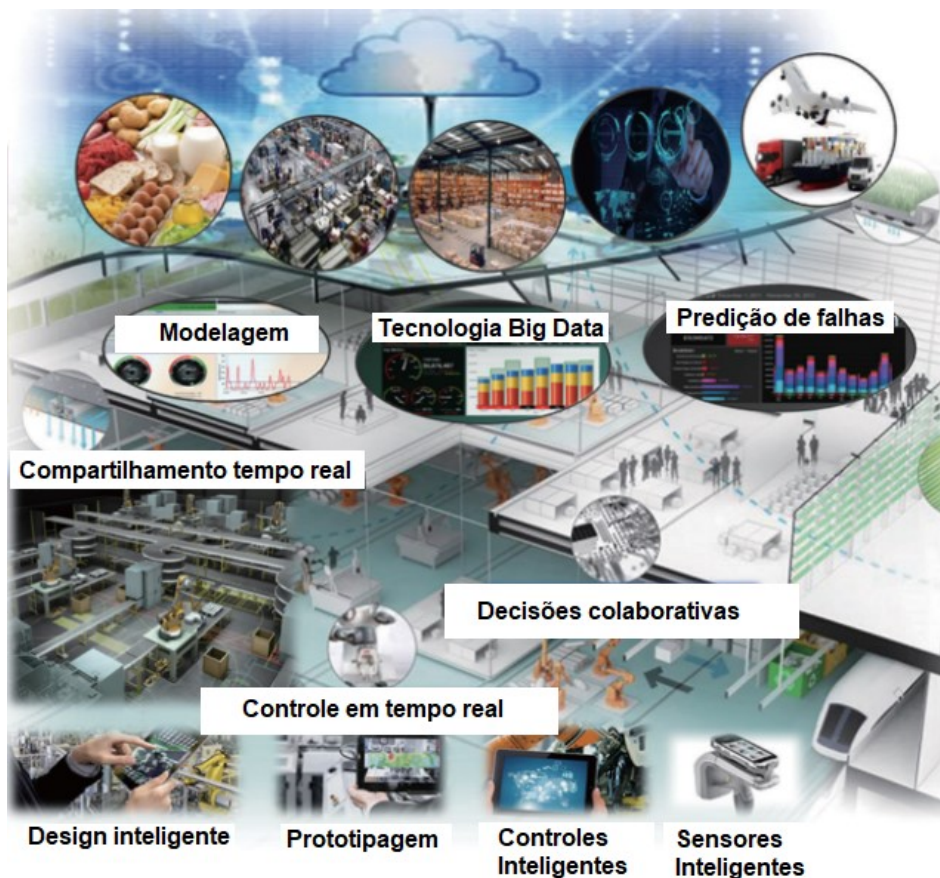 Modelagem
Tecnologia Big Data
Predição de falhas
Compartilhamento tempo real
Decisões colaborativas
Controle em tempo real
Design inteligente
Prototipagem
Controles
Inteligentes
Sensores
Inteligentes